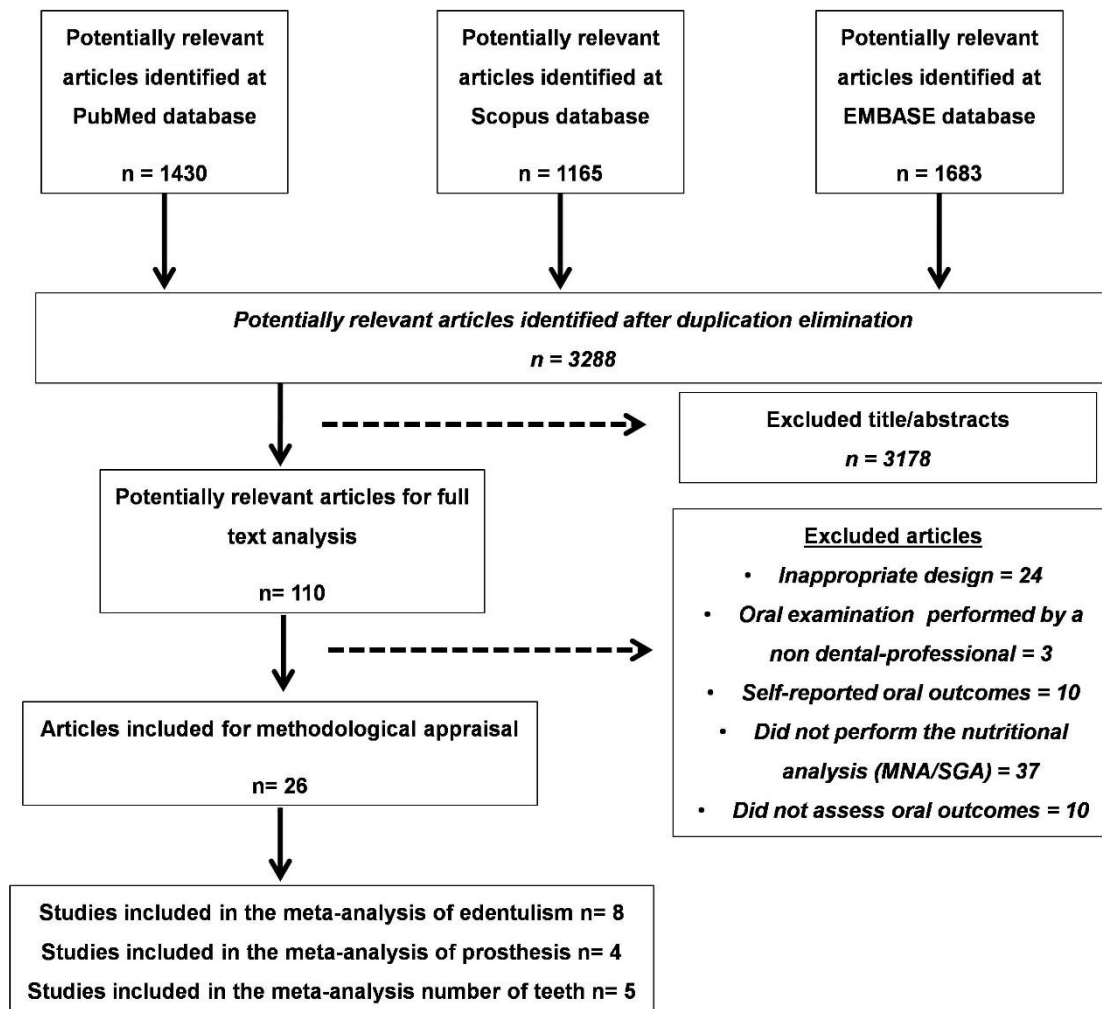 Potentially relevant
articles identified at
PubMed database
n = 1430
Potentially relevant
articles identified at
Scopus database
n = 1165
Potentially relevant
articles identified at
EMBASE database
n = 1683
Potentially relevant articles identified after duplication elimination
n = 3288
Excluded title/abstracts
n = 3178
Potentially relevant articles for full
text analysis
n= 110
Excluded articles
• Inappropriate design = 24
• Oral examination performed by a
non dental-professional = 3
• Self-reported oral outcomes = 10
• Did not perform the nutritional
analysis (MNA/SGA) = 37
• Did not assess oral outcomes = 10
Articles included for methodological appraisal
n= 26
Studies included in the meta-analysis of edentulism n= 8
Studies included in the meta-analysis of prosthesis n= 4
Studies included in the meta-analysis number of teeth n= 5